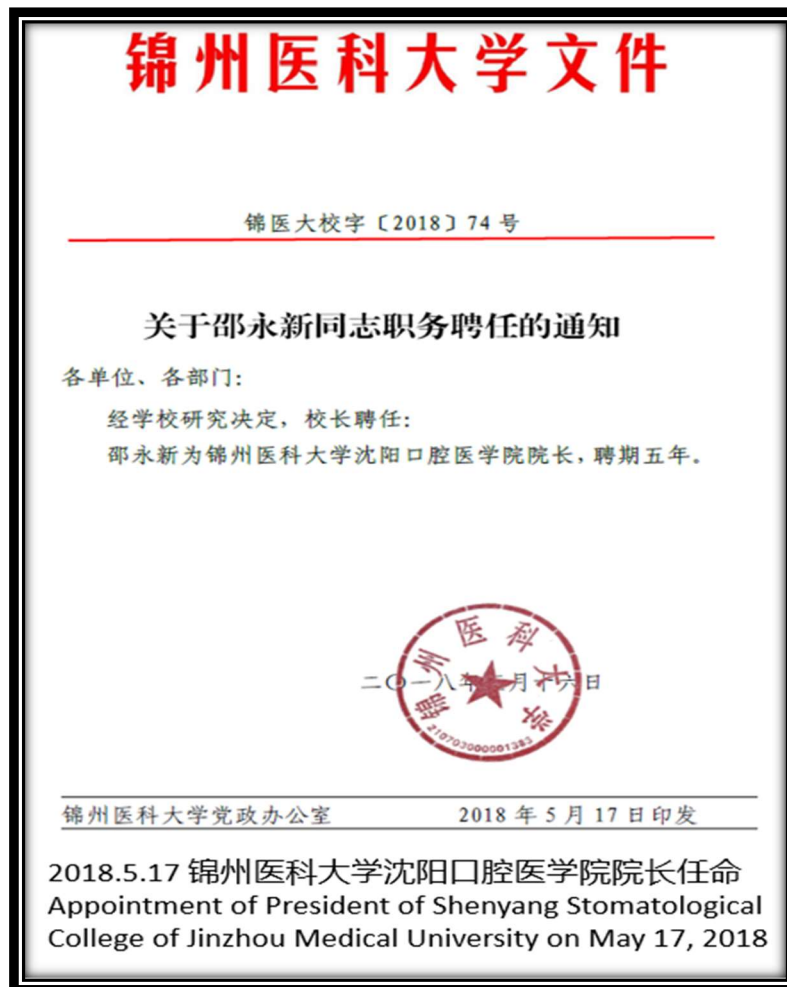 锦州医科大学文件
锦医大校字〔2018〕74 号
关于邵永新同志职务聘任的通知
各单位、各部门：
经学校研究决定，校长聘任：
邵永新为锦州医科大学沈阳口腔医学院院长，聘期五年。
锦州医科大学
二〇一八年五月十六日
210703000001383
锦州医科大学党政办公室 2018 年 5 月 17 日印发
2018.5.17 锦州医科大学沈阳口腔医学院院长任命
Appointment of President of Shenyang Stomatological
College of Jinzhou Medical University on May 17, 2018